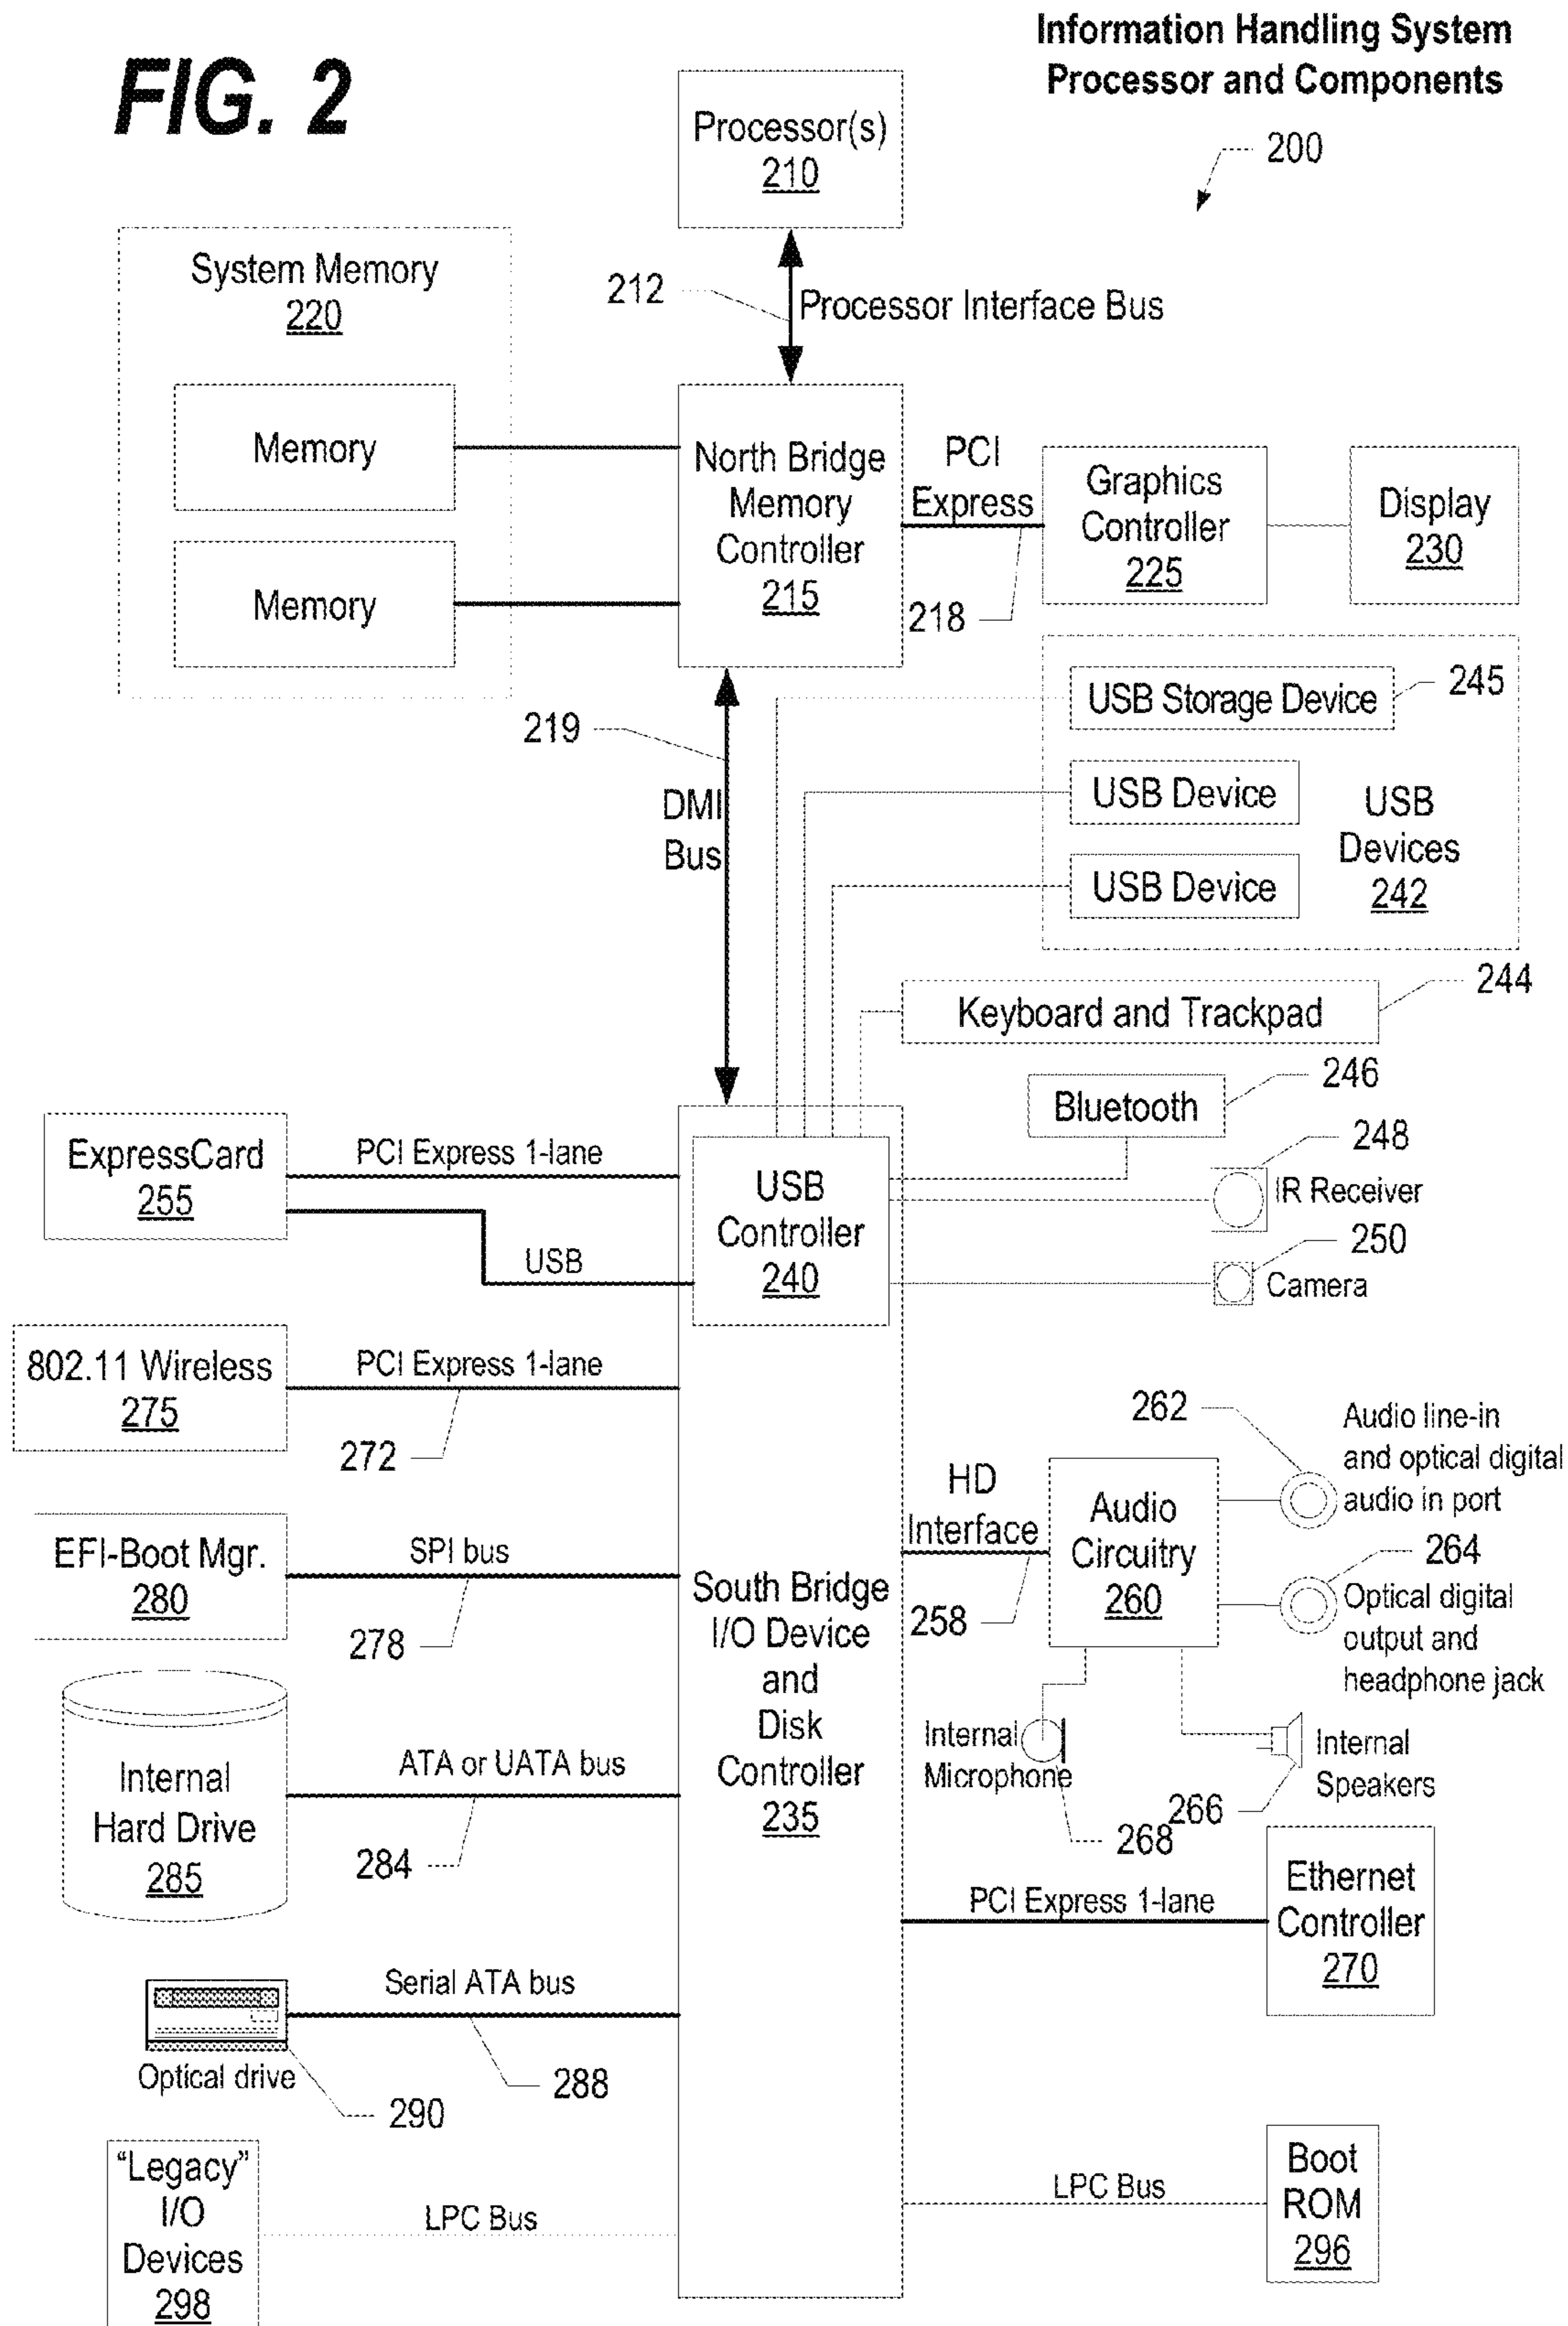 FIG. 2
Information Handling System
Processor and Components
200
Processor(s)
210
212
Processor Interface Bus
System Memory
220
Memory
Memory
North Bridge
Memory
Controller
215
PCI
Express
218
Graphics
Controller
225
Display
230
219
DMI
Bus
USB Storage Device
245
USB Device
USB Device
USB
Devices
242
Keyboard and Trackpad
244
Bluetooth
246
248
IR Receiver
250
Camera
ExpressCard
255
PCI Express 1-lane
USB
USB
Controller
240
802.11 Wireless
275
PCI Express 1-lane
272
EFI-Boot Mgr.
280
SPI bus
278
Internal
Hard Drive
285
ATA or UATA bus
284
South Bridge
I/O Device
and
Disk
Controller
235
HD
Interface
258
Audio
Circuitry
260
262
Audio line-in
and optical digital
audio in port
264
Optical digital
output and
headphone jack
Internal
Microphone
268
Internal
Speakers
266
PCI Express 1-lane
Ethernet
Controller
270
Serial ATA bus
288
Optical drive
290
“Legacy”
I/O
Devices
298
LPC Bus
LPC Bus
Boot
ROM
296